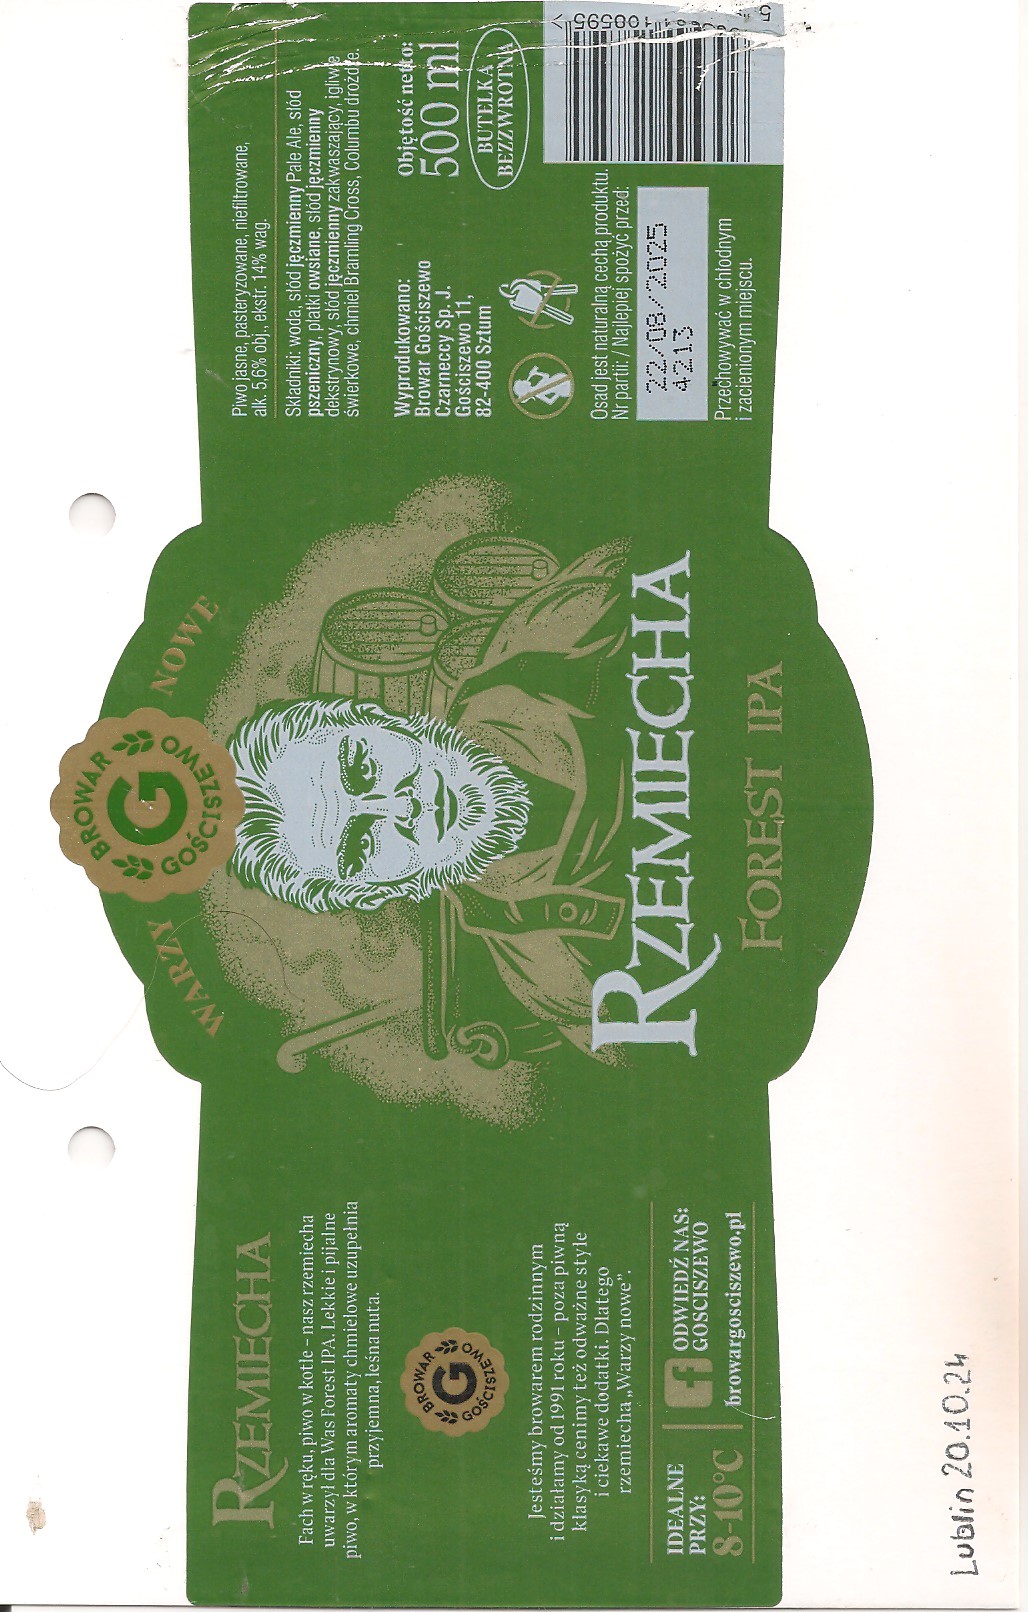 RZEMIECHA
Fach w ręku, piwo w kotle – nasz rzemiecha
uwarzył dla Was Forest IPA. Lekkie i pijalne
piwo, w którym aromaty chmielowe uzupełnia
przyjemna, leśna nuta.
BROWAR
G
GOŚCISZEWO
Jesteśmy browarem rodzinnym
i działamy od 1991 roku – poza piwną
klasyką cenimy też odważne style
i ciekawe dodatki. Dlatego
rzemiecha „Warzy nowe”.
IDEALNE
PRZY:
8-10°C
f ODWIEDŹ NAS:
GOSCISZEWO
browargosciszewo.pl
WARZY NOWE
BROWAR
G
GOŚCISZEWO
RZEMIECHA
FOREST IPA
Piwo jasne, pasteryzowane, niefiltrowane,
alk. 5,6% obj, ekstr. 14% wag.
Składniki: woda, słód jęczmienny Pale Ale, słód
pszeniczny, płatki owsiane, słód jęczmienny
dekstrynowy, słód jęczmienny zakwaszający, igliwie
świerkowe, chmiel Bramling Cross, Columbu drożdże.
Wyprodukowano:
Browar Gościszewo
Czarneccy Sp. J.
Gościszewo 11,
82-400 Sztum
Objętość netto:
500 ml
BUTELKA
BEZZWROTNA
Osad jest naturalną cechą produktu.
Nr partii: / Najlepiej spożyć przed:
22/08/2025
4213
Przechowywać w chłodnym
i zacienionym miejscu.
5
108595
Lublin 20.10.24